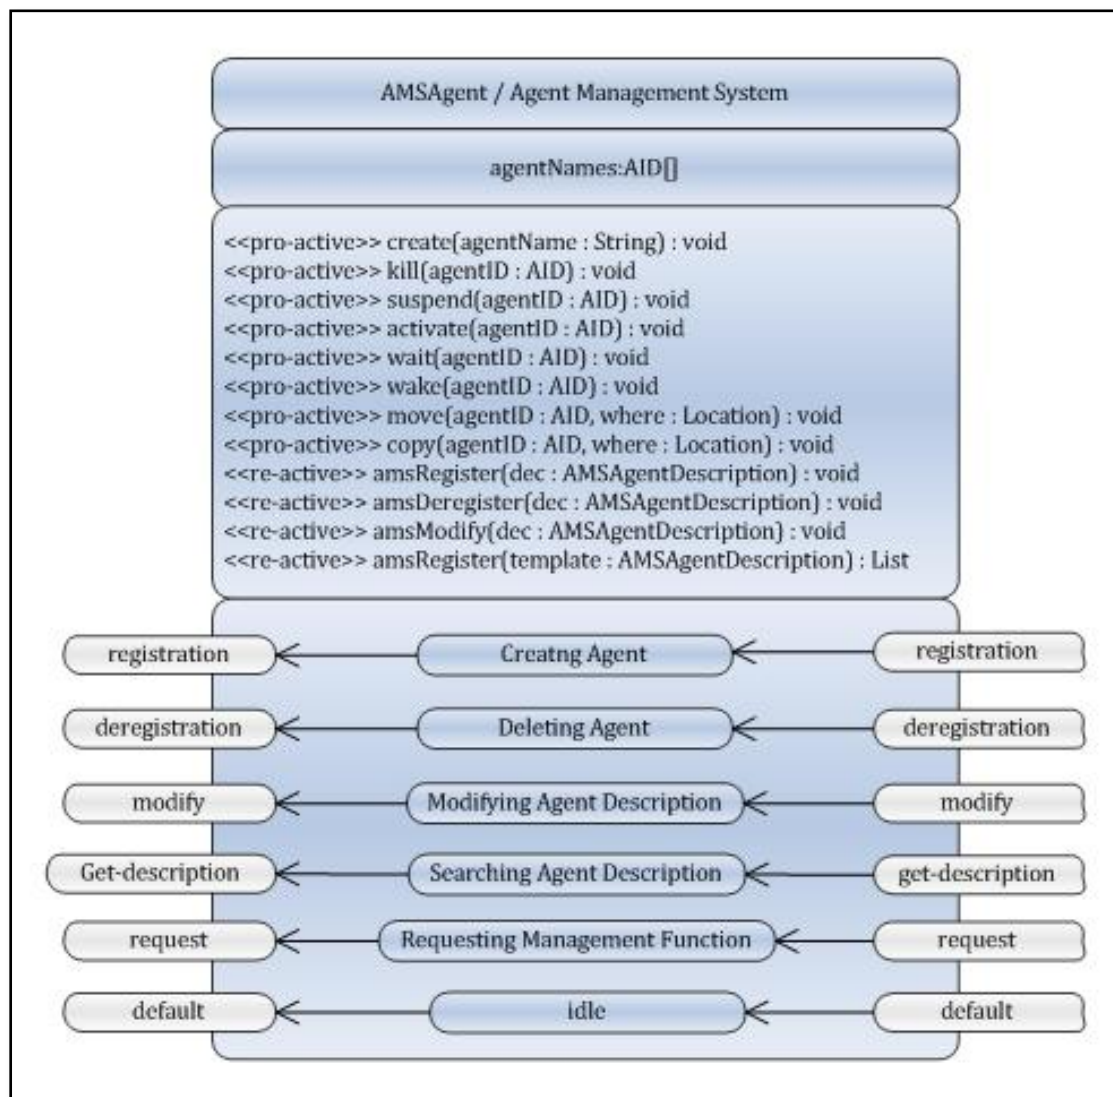 AMSAgent / Agent Management System
agentNames:AID[]
<<pro-active>> create(agentName : String) : void
<<pro-active>> kill(agentID : AID) : void
<<pro-active>> suspend(agentID : AID) : void
<<pro-active>> activate(agentID : AID) : void
<<pro-active>> wait(agentID : AID) : void
<<pro-active>> wake(agentID : AID) : void
<<pro-active>> move(agentID : AID, where : Location) : void
<<pro-active>> copy(agentID : AID, where : Location) : void
<<re-active>> amsRegister(dec : AMSAgentDescription) : void
<<re-active>> amsDeregister(dec : AMSAgentDescription) : void
<<re-active>> amsModify(dec : AMSAgentDescription) : void
<<re-active>> amsRegister(template : AMSAgentDescription) : List
registration Creatng Agent registration
deregistration Deleting Agent deregistration
modify Modifying Agent Description modify
Get-description Searching Agent Description get-description
request Requesting Management Function request
default idle default